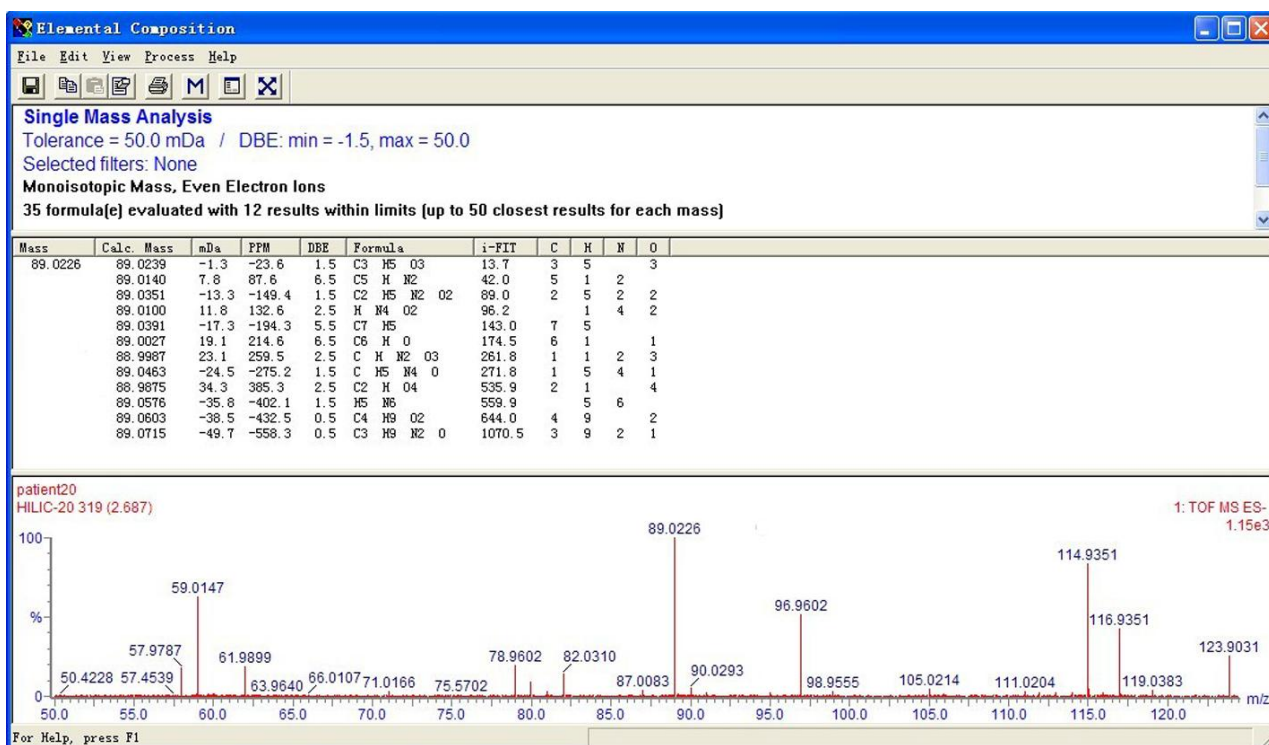 Elemental Composition
File Edit View Process Help
M
Single Mass Analysis
Tolerance = 50.0 mDa / DBE: min = -1.5, max = 50.0
Selected filters: None
Monoisotopic Mass, Even Electron Ions
35 formula(e) evaluated with 12 results within limits (up to 50 closest results for each mass)
Mass Calc. Mass mDa PPM DBE Formula i-FIT C H N O
89.0226 89.0239 -1.3 -23.6 1.5 C3 H5 O3 13.7 3 5 3
89.0140 7.8 87.6 6.5 C5 H N2 42.0 5 1 2
89.0351 -13.3 -149.4 1.5 C2 H5 N2 O2 89.0 2 5 2 2
89.0100 11.8 132.6 2.5 H N4 O2 96.2 1 4 2
89.0391 -17.3 -194.3 5.5 C7 H5 143.0 7 5
89.0027 19.1 214.6 6.5 C6 H O 174.5 6 1 1
88.9987 23.1 259.5 2.5 C H N2 O3 261.8 1 1 2 3
89.0463 -24.5 -275.2 1.5 C H5 N4 O 271.8 1 5 4 1
88.9875 34.3 385.3 2.5 C2 H O4 535.9 2 1 4
89.0576 -35.8 -402.1 1.5 H5 N6 559.9 5 6
89.0603 -38.5 -432.5 0.5 C4 H9 O2 644.0 4 9 2
89.0715 -49.7 -558.3 0.5 C3 H9 N2 O 1070.5 3 9 2 1
patient20
HILIC-20 319 (2.687)
1: TOF MS ES-
1.15e3
100
%
0
89.0226
114.9351
59.0147
96.9602
116.9351
57.9787
61.9899
78.9602
82.0310
123.9031
50.4228
57.4539
63.9640
66.0107
71.0166
75.5702
87.0083
90.0293
98.9555
105.0214
111.0204
119.0383
50.0 55.0 60.0 65.0 70.0 75.0 80.0 85.0 90.0 95.0 100.0 105.0 110.0 115.0 120.0 m/z
For Help, press F1